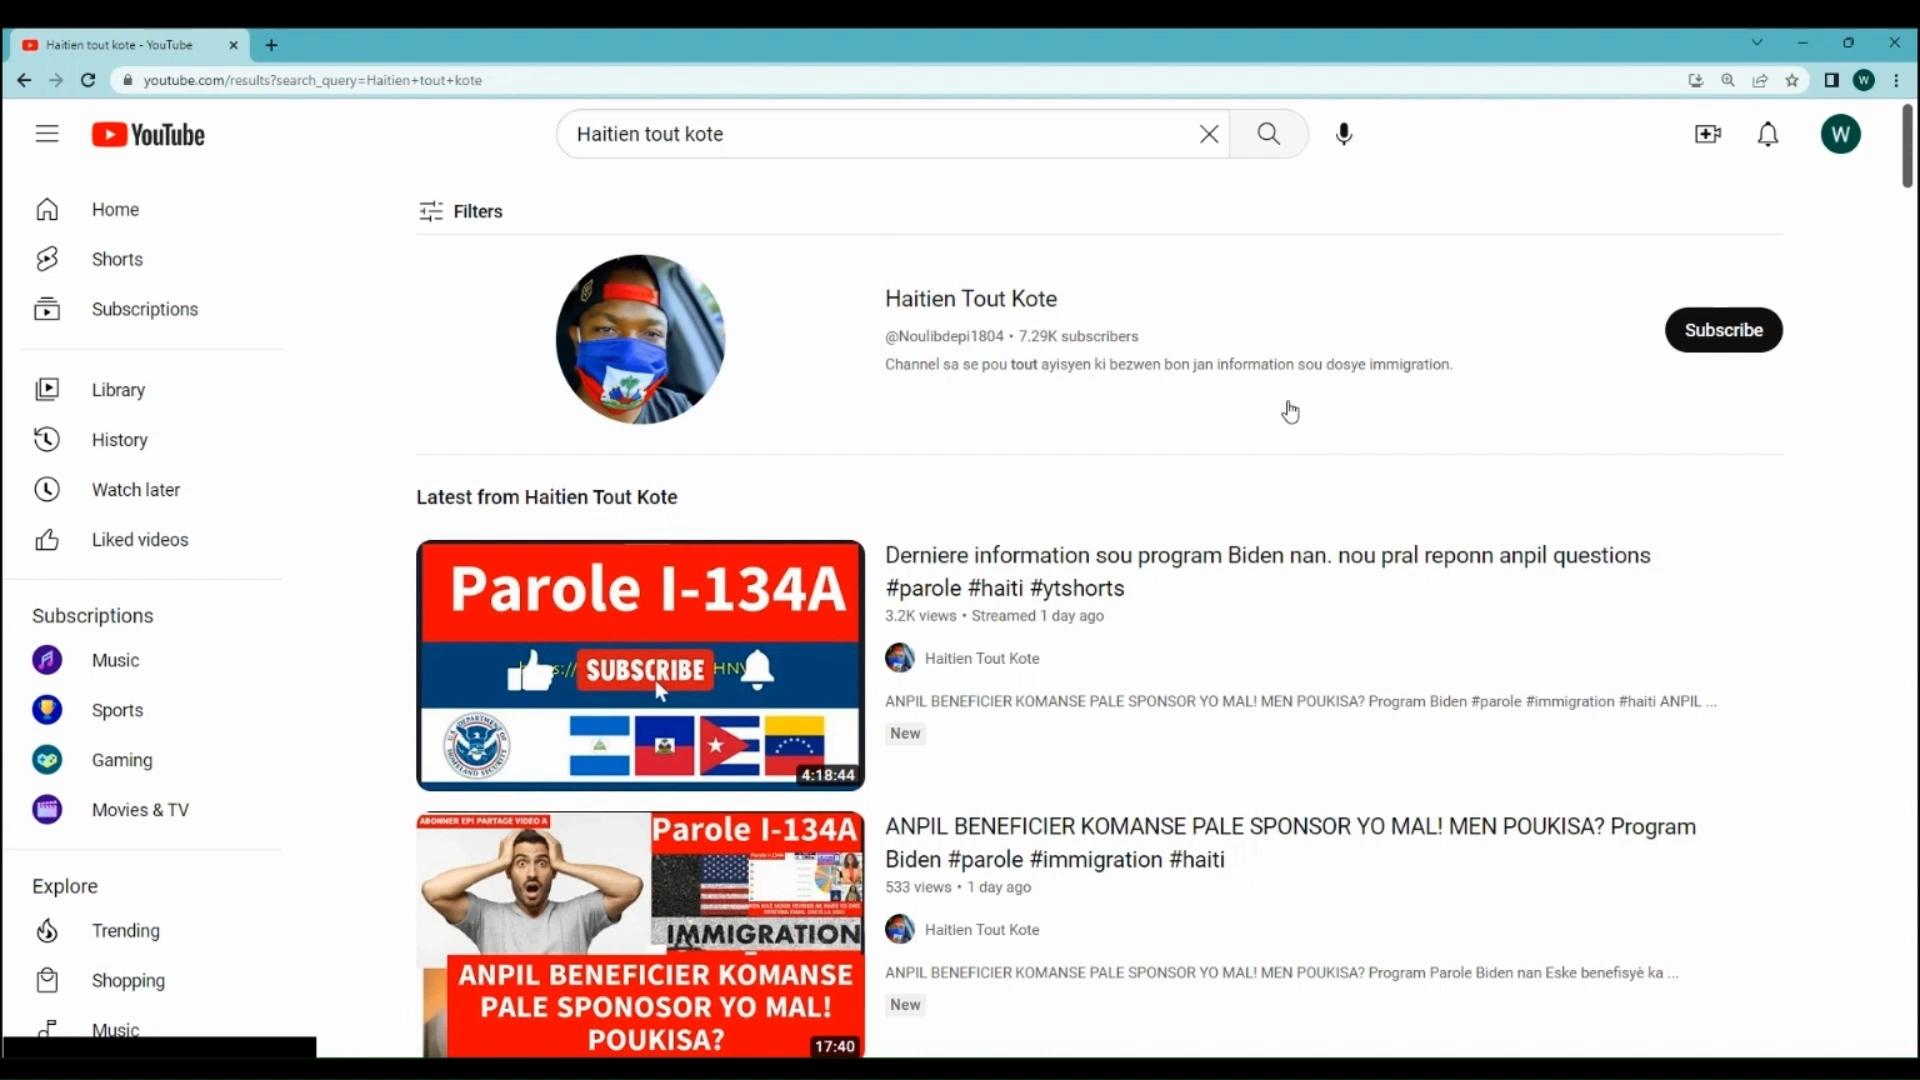 Haitien tout kote - YouTube
youtube.com/results?search_query=Haitien+tout+kote
W
YouTube
Haitien tout kote
W
Home
Shorts
Subscriptions
Library
History
Watch later
Liked videos
Subscriptions
Music
Sports
Gaming
Movies & TV
Explore
Trending
Shopping
Music
Filters
Haitien Tout Kote
@Noulibdepi1804 • 7.29K subscribers
Channel sa se pou tout ayisyen ki bezwen bon jan information sou dosye immigration.
Subscribe
Latest from Haitien Tout Kote
Parole I-134A
SUBSCRIBE
4:18:44
Derniere information sou program Biden nan. nou pral reponn anpil questions
#parole #haiti #ytshorts
3.2K views • Streamed 1 day ago
Haitien Tout Kote
ANPIL BENEFICIER KOMANSE PALE SPONSOR YO MAL! MEN POUKISA? Program Biden #parole #immigration #haiti ANPIL ...
New
ABONNER EPI PARTAGE VIDEO A
Parole I-134A
IMMIGRATION
ANPIL BENEFICIER KOMANSE
PALE SPONOSOR YO MAL!
POUKISA?
17:40
ANPIL BENEFICIER KOMANSE PALE SPONSOR YO MAL! MEN POUKISA? Program
Biden #parole #immigration #haiti
533 views • 1 day ago
Haitien Tout Kote
ANPIL BENEFICIER KOMANSE PALE SPONSOR YO MAL! MEN POUKISA? Program Parole Biden nan Eske benefisyè ka ...
New